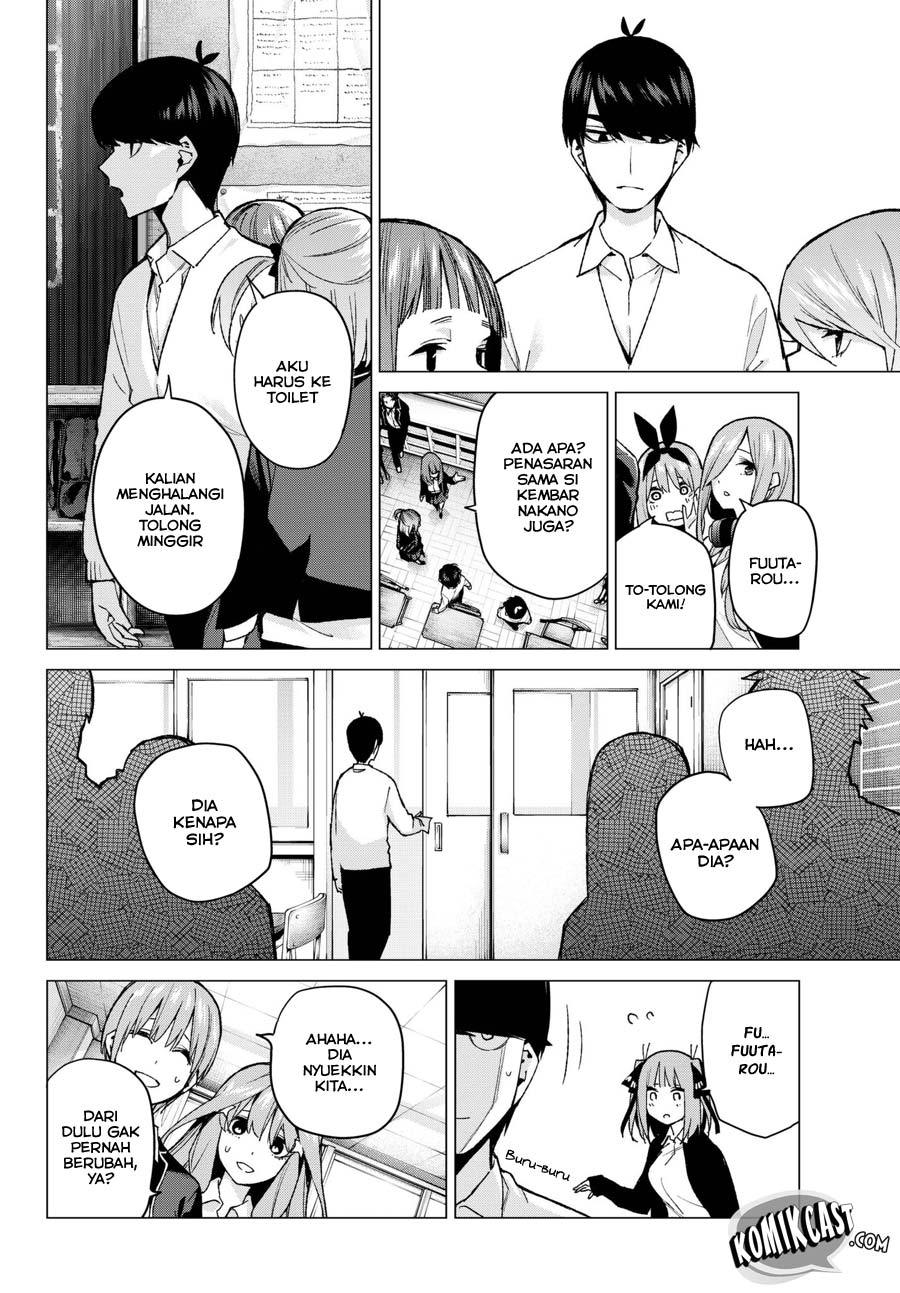 FUUTA-
ROU...
TO-TOLONG
KAMI!
ADA APA?
PENASARAN
SAMA SI
KEMBAR
NAKANO
JUGA?
AKU
HARUS KE
TOILET
KALIAN
MENGHALANGI
JALAN.
TOLONG
MINGGIR
HAH...
APA-APAAN
DIA?
DIA
KENAPA
SIH?
FU...
FUUTA-
ROU...
Buru-buru
AHAHA...
DIA
NYUEKKIN
KITA...
DARI
DULU GAK
PERNAH
BERUBAH,
YA?
KOMIKCAST
.COM